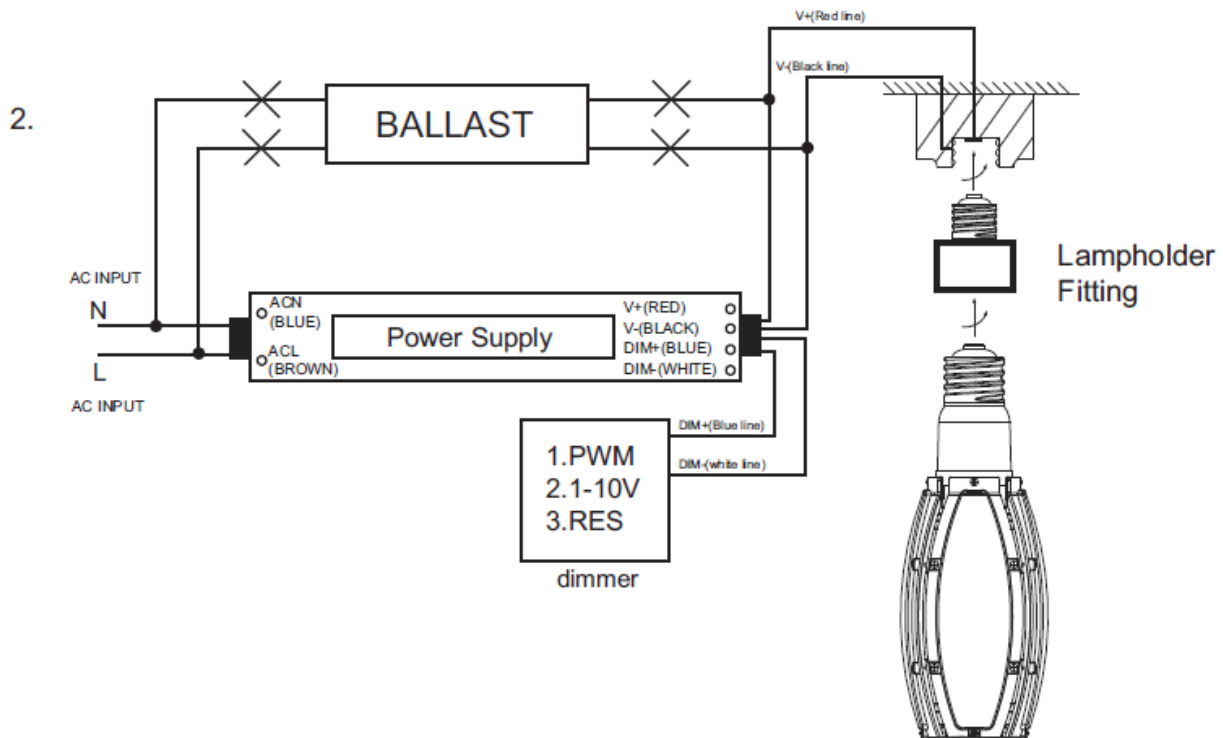 V+(Red line)
V-(Black line)
2.
BALLAST
Lampholder
Fitting
AC INPUT
N
L
AC INPUT
ACN
(BLUE)
ACL
(BROWN)
Power Supply
V+(RED)
V-(BLACK)
DIM+(BLUE)
DIM-(WHITE)
DIM+(Blue line)
DIM-(white line)
1.PWM
2.1-10V
3.RES
dimmer